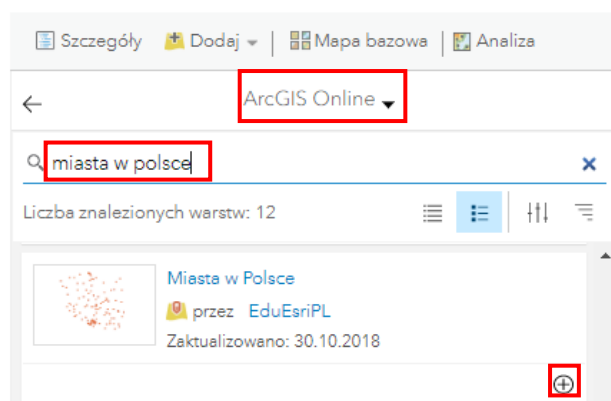 Szczegóły Dodaj Mapa bazowa Analiza
ArcGIS Online
miasta w polsce
Liczba znalezionych warstw: 12
Miasta w Polsce
przez EduEsriPL
Zaktualizowano: 30.10.2018